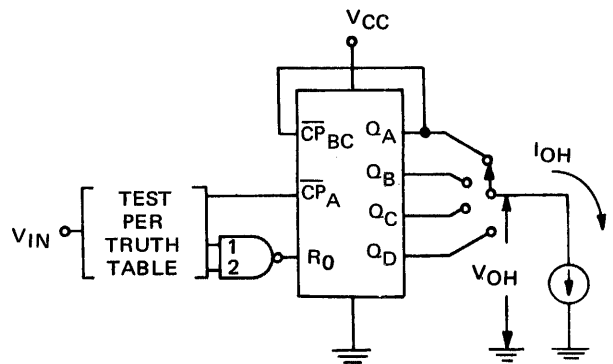 VCC
CPBC
QA
IOH
QB
CPA
TEST
PER
TRUTH
TABLE
VIN
1
2
QC
R0
QD
VOH